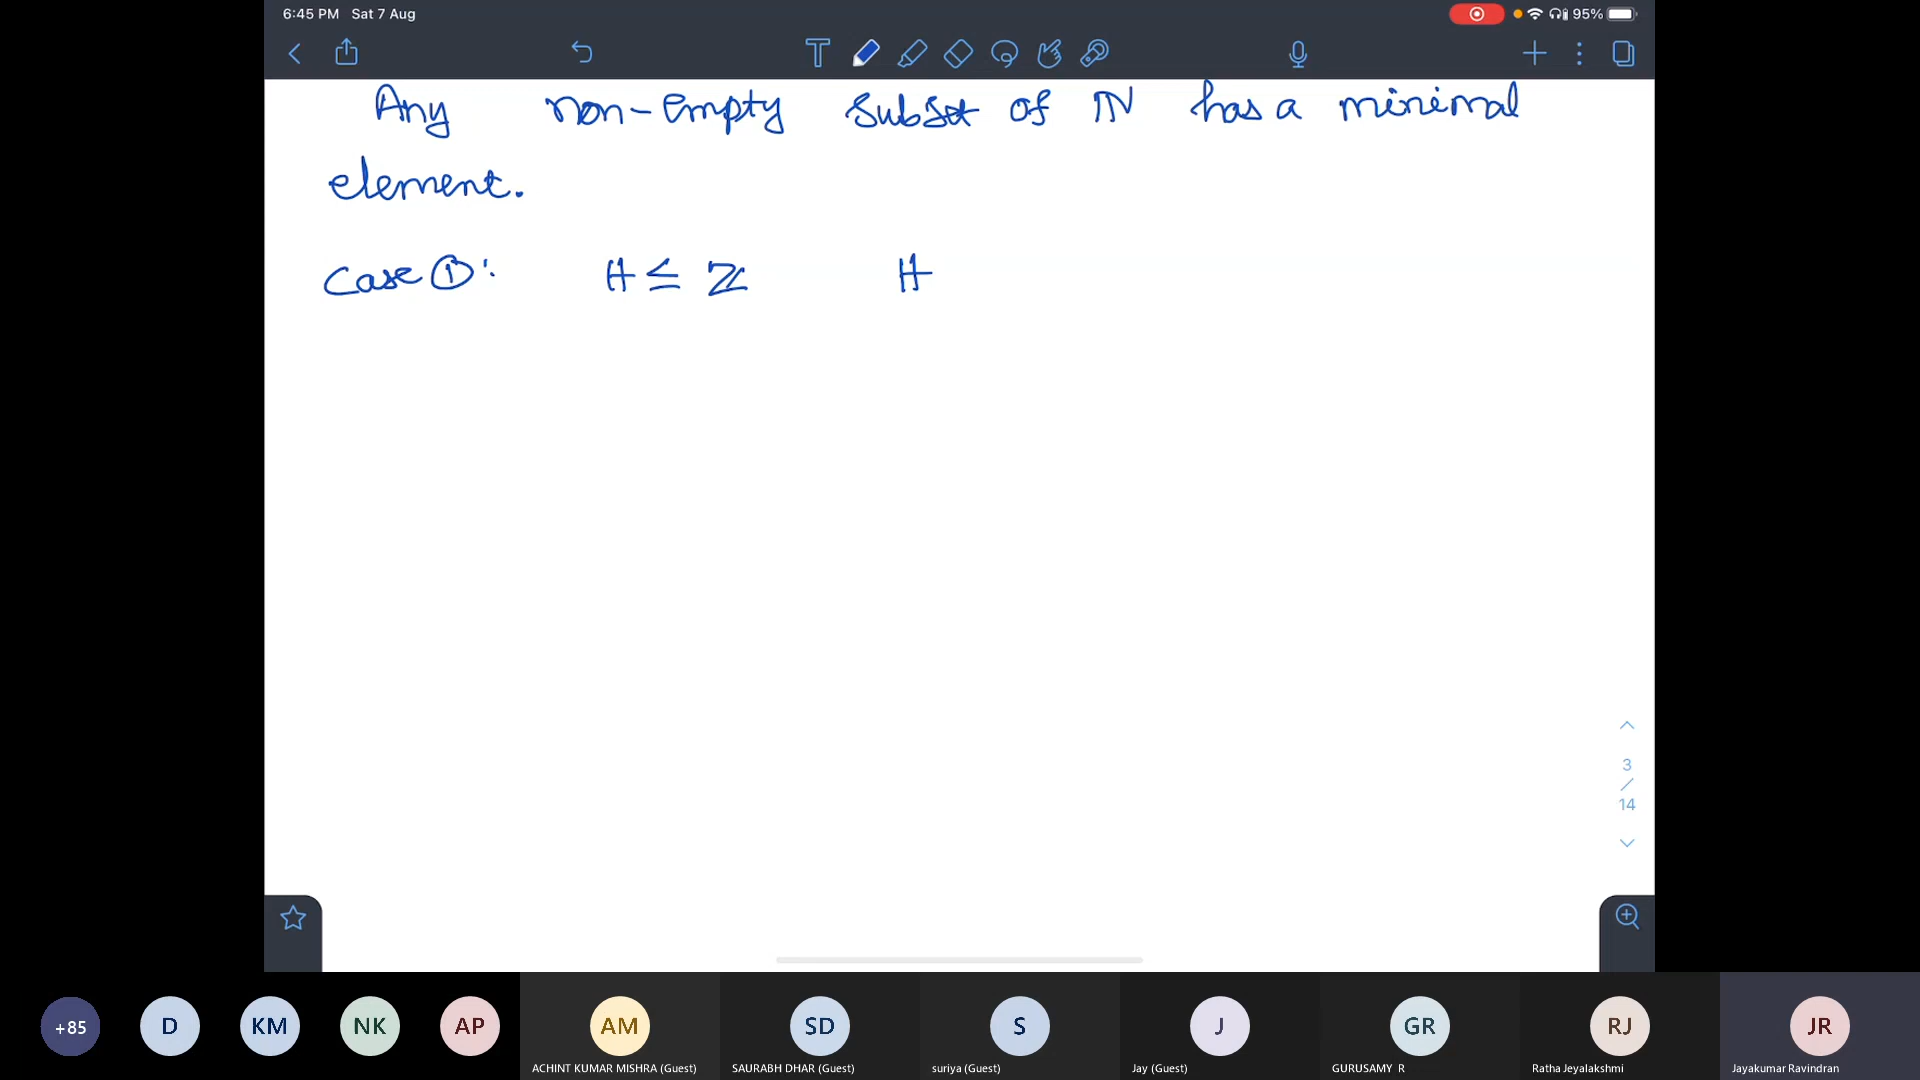 6:45 PM Sat 7 Aug
95%
T
Any non-empty subset of ℕ has a minimal
element.
Case ①: H ≤ ℤ H
3
/
14
+85
D
KM
NK
AP
AM
SD
S
J
GR
RJ
JR
ACHINT KUMAR MISHRA (Guest)
SAURABH DHAR (Guest)
suriya (Guest)
Jay (Guest)
GURUSAMY R
Ratha Jeyalakshmi
Jayakumar Ravindran